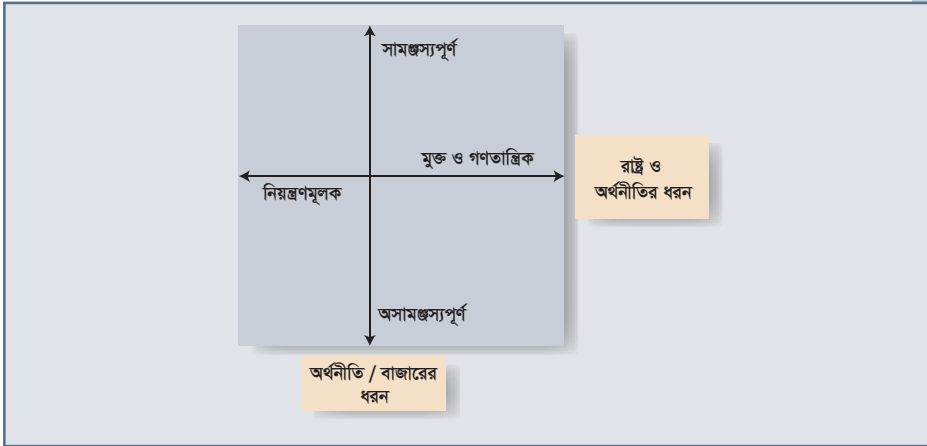 সামঞ্জস্যপূর্ণ
মুক্ত ও গণতান্ত্রিক
নিয়ন্ত্রণমূলক
রাষ্ট্র ও
অর্থনীতির ধরন
অসামঞ্জস্যপূর্ণ
অর্থনীতি / বাজারের
ধরন